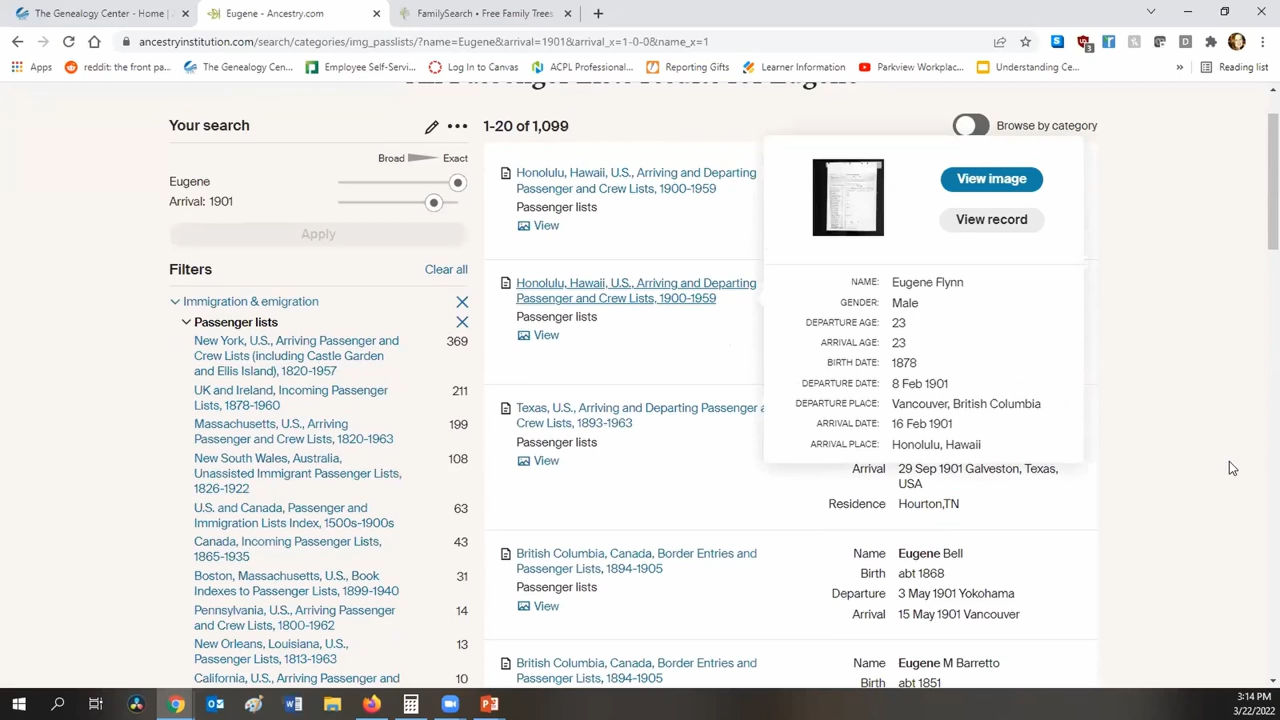 The Genealogy Center - Home |
Eugene - Ancestry.com
FamilySearch • Free Family Trees
ancestryinstitution.com/search/categories/img_passlists/?name=Eugene&arrival=1901&arrival_x=1-0-0&name_x=1
3
Apps
reddit: the front pa...
The Genealogy Cen...
Employee Self-Servi...
Log In to Canvas
ACPL Professional...
Reporting Gifts
Learner Information
Parkview Workplac...
Understanding Ce...
»
Reading list
Your search
Broad
Exact
Eugene
Arrival: 1901
Apply
Filters
Clear all
Immigration & emigration
Passenger lists
New York, U.S., Arriving Passenger and
Crew Lists (including Castle Garden
and Ellis Island), 1820-1957
369
UK and Ireland, Incoming Passenger
Lists, 1878-1960
211
Massachusetts, U.S., Arriving
Passenger and Crew Lists, 1820-1963
199
New South Wales, Australia,
Unassisted Immigrant Passenger Lists,
1826-1922
108
U.S. and Canada, Passenger and
Immigration Lists Index, 1500s-1900s
63
Canada, Incoming Passenger Lists,
1865-1935
43
Boston, Massachusetts, U.S., Book
Indexes to Passenger Lists, 1899-1940
31
Pennsylvania, U.S., Arriving Passenger
and Crew Lists, 1800-1962
14
New Orleans, Louisiana, U.S.,
Passenger Lists, 1813-1963
13
California, U.S., Arriving Passenger and
10
1-20 of 1,099
Browse by category
Honolulu, Hawaii, U.S., Arriving and Departing
Passenger and Crew Lists, 1900-1959
Passenger lists
View
Honolulu, Hawaii, U.S., Arriving and Departing
Passenger and Crew Lists, 1900-1959
Passenger lists
View
View image
View record
NAME: Eugene Flynn
GENDER: Male
DEPARTURE AGE: 23
ARRIVAL AGE: 23
BIRTH DATE: 1878
DEPARTURE DATE: 8 Feb 1901
DEPARTURE PLACE: Vancouver, British Columbia
ARRIVAL DATE: 16 Feb 1901
ARRIVAL PLACE: Honolulu, Hawaii
Texas, U.S., Arriving and Departing Passenger a
Crew Lists, 1893-1963
Passenger lists
View
Arrival 29 Sep 1901 Galveston, Texas,
USA
Residence Hourton,TN
British Columbia, Canada, Border Entries and
Passenger Lists, 1894-1905
Passenger lists
View
Name Eugene Bell
Birth abt 1868
Departure 3 May 1901 Yokohama
Arrival 15 May 1901 Vancouver
British Columbia, Canada, Border Entries and
Passenger Lists, 1894-1905
Name Eugene M Barretto
Birth abt 1851
3:14 PM
3/22/2022